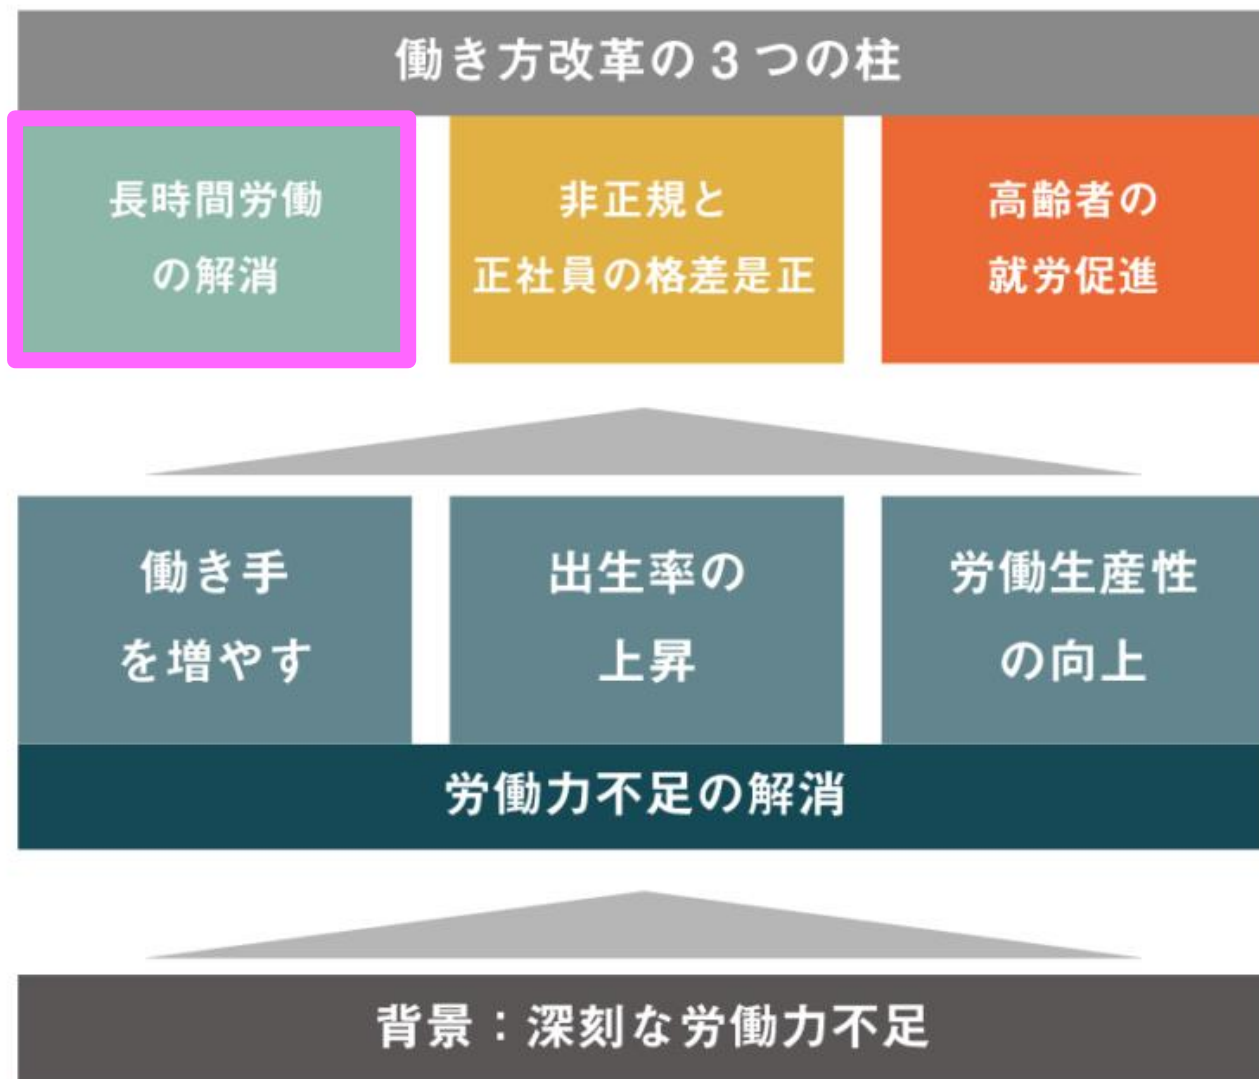 働き方改革の3つの柱
長時間労働
の解消
非正規と
正社員の格差是正
高齢者の
就労促進
働き手
を増やす
出生率の
上昇
労働生産性
の向上
労働力不足の解消
背景：深刻な労働力不足